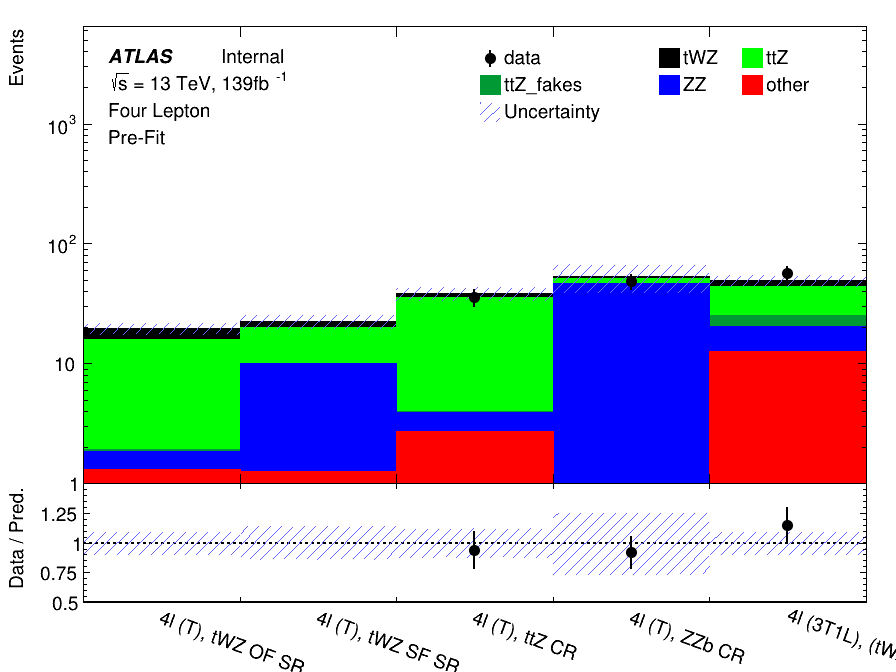 Events
ATLAS Internal
√s = 13 TeV, 139fb⁻¹
Four Lepton
Pre-Fit
data tWZ ttZ
ttZ_fakes ZZ other
Uncertainty
10³
10²
10
1
Data / Pred.
1.25
1
0.75
0.5
4l (T), tWZ OF SR
4l (T), tWZ SF SR
4l (T), ttZ CR
4l (T), ZZb CR
4l (3T1L), (tW